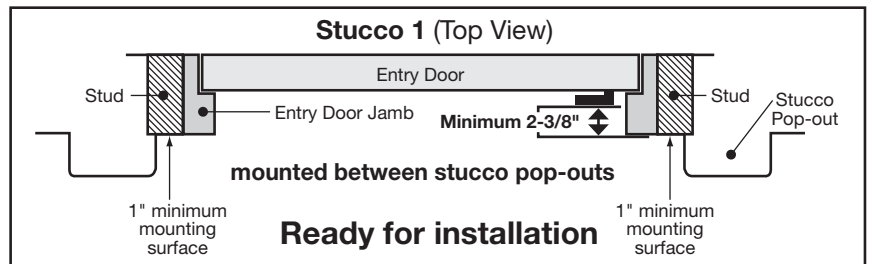 Stucco 1 (Top View)
Entry Door
Stud
Entry Door Jamb
Minimum 2-3/8"
Stud
Stucco
Pop-out
mounted between stucco pop-outs
1" minimum
mounting
surface
Ready for installation
1" minimum
mounting
surface